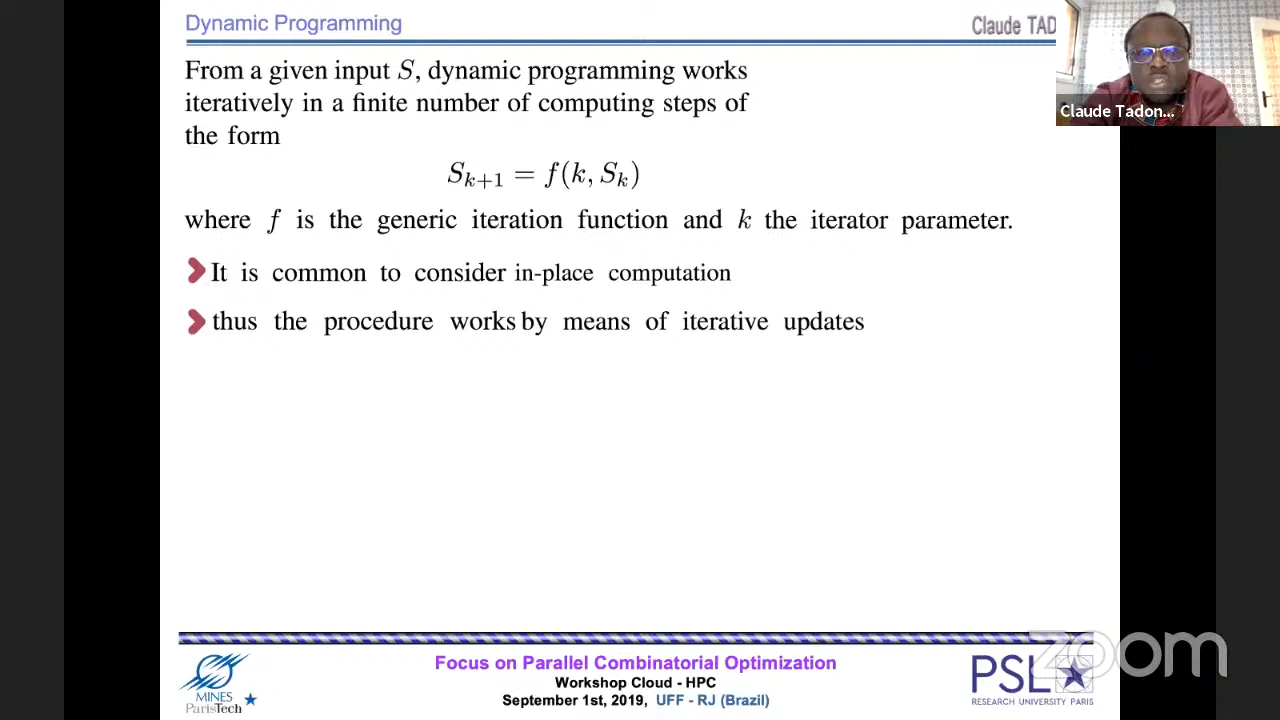 Dynamic Programming
Claude TAD
Claude Tadon...
From a given input S, dynamic programming works
iteratively in a finite number of computing steps of
the form
S_{k+1} = f(k, S_k)
where f is the generic iteration function and k the iterator parameter.
It is common to consider in-place computation
thus the procedure works by means of iterative updates
Focus on Parallel Combinatorial Optimization
Workshop Cloud - HPC
September 1st, 2019, UFF - RJ (Brazil)
MINES
ParisTech
PSL
RESEARCH UNIVERSITY PARIS
zoom